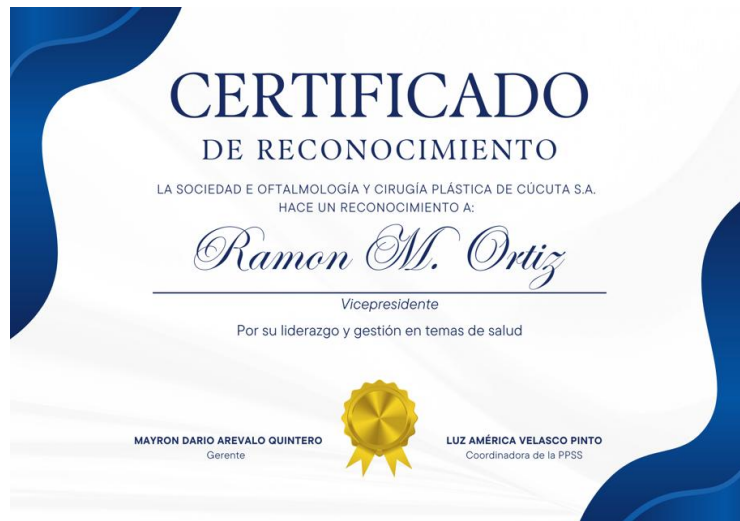 CERTIFICADO
DE RECONOCIMIENTO
LA SOCIEDAD E OFTALMOLOGÍA Y CIRUGÍA PLÁSTICA DE CÚCUTA S.A.
HACE UN RECONOCIMIENTO A:
Ramon M. Ortiz
Vicepresidente
Por su liderazgo y gestión en temas de salud
MAYRON DARIO AREVALO QUINTERO
Gerente
LUZ AMÉRICA VELASCO PINTO
Coordinadora de la PPSS